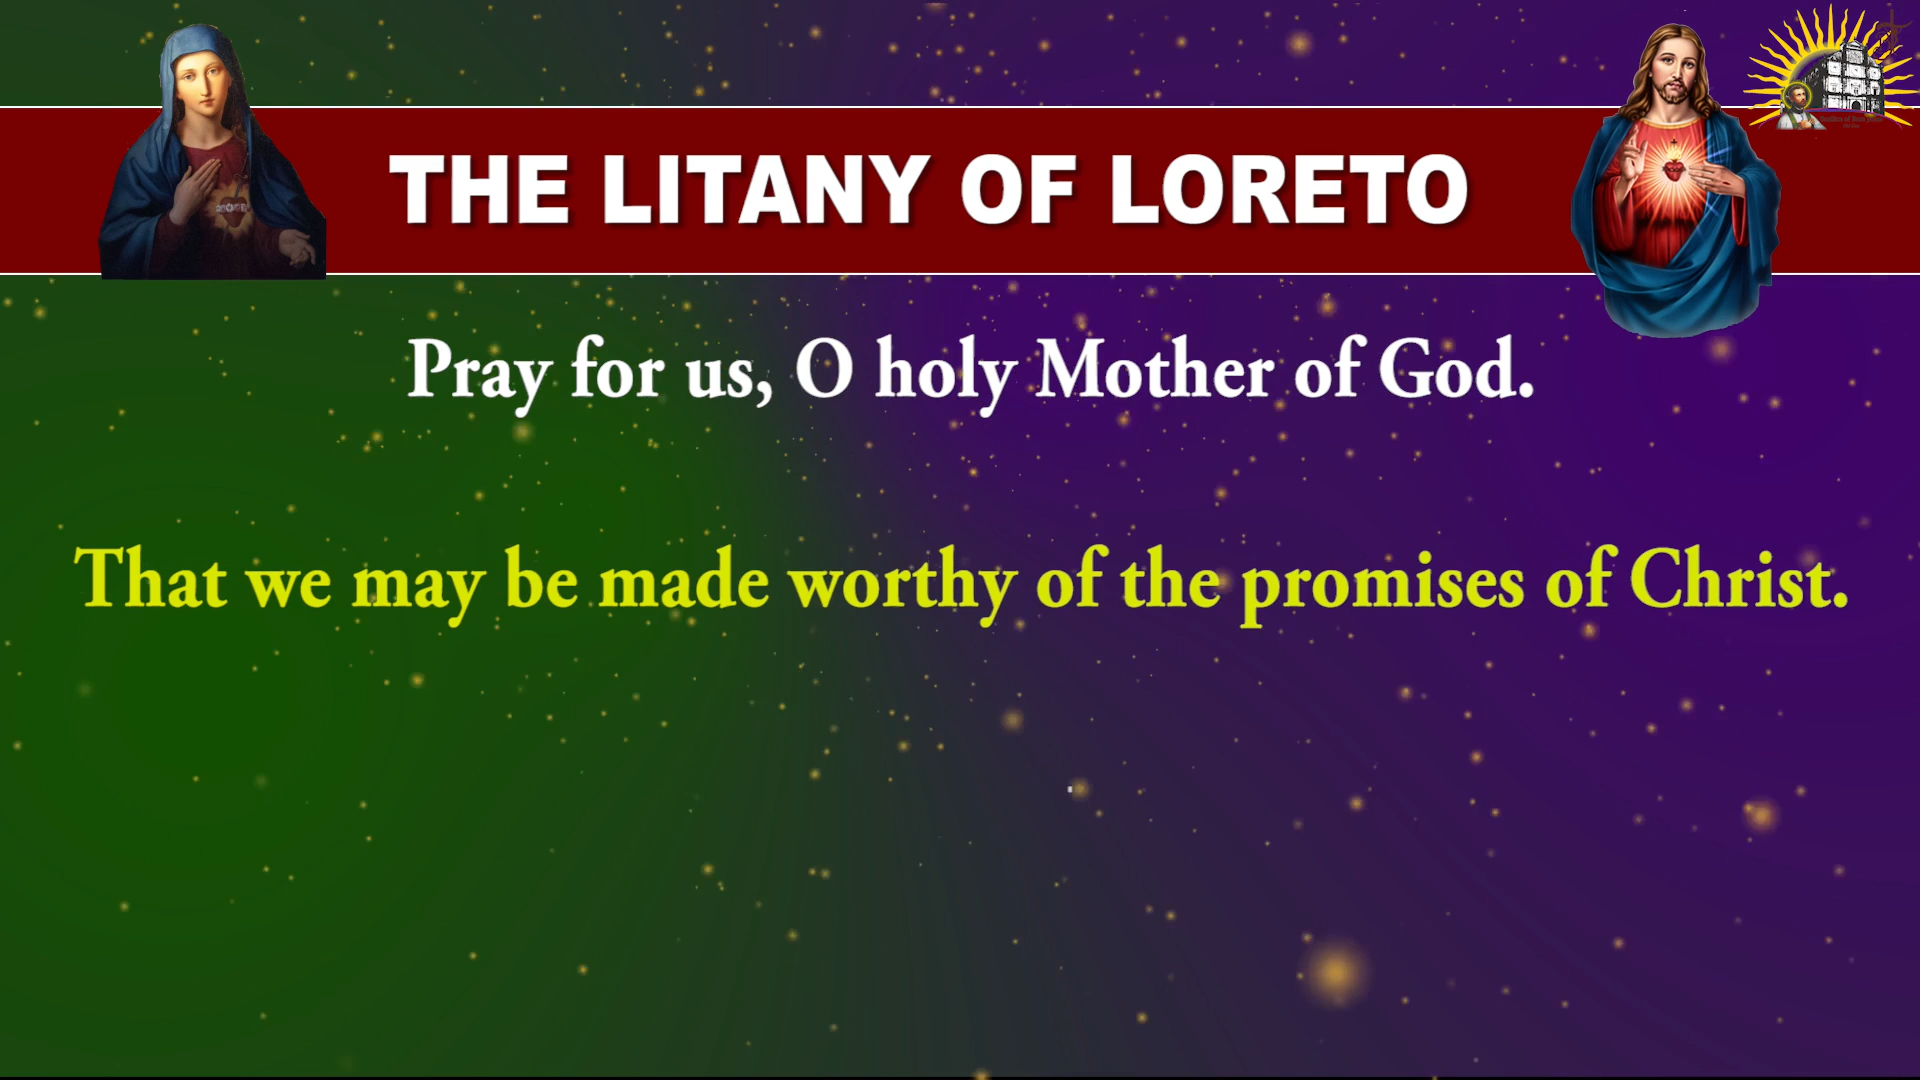 THE LITANY OF LORETO
Pray for us, O holy Mother of God.
That we may be made worthy of the promises of Christ.